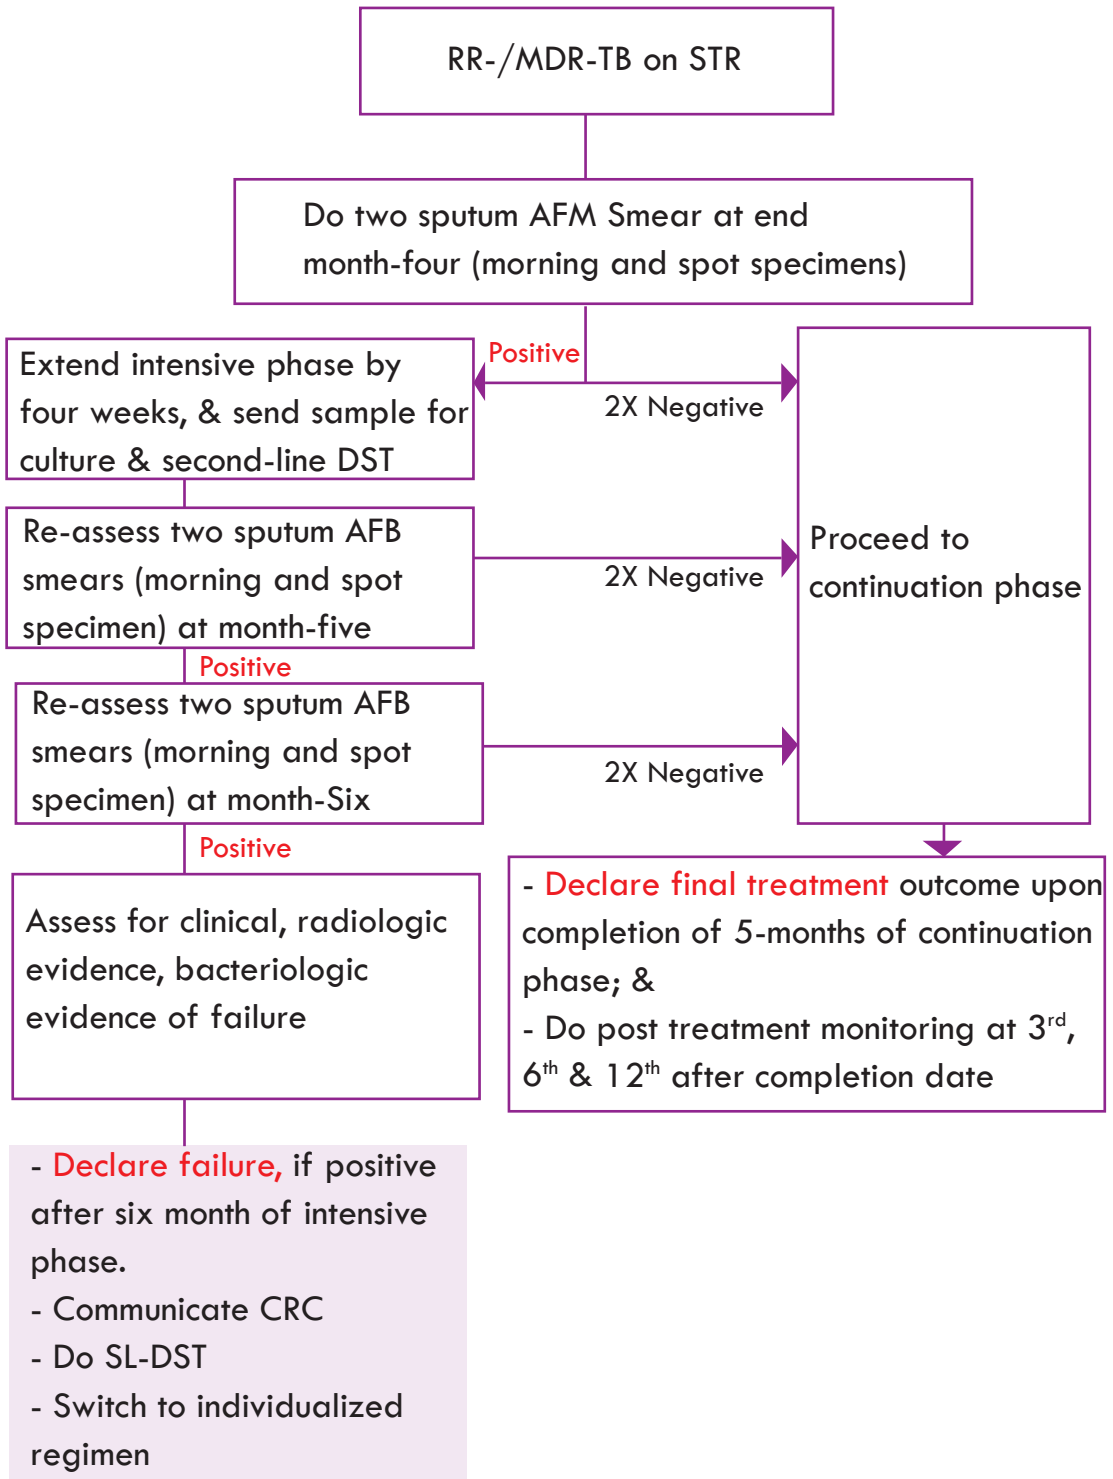 RR-/MDR-TB on STR
Do two sputum AFM Smear at end
month-four (morning and spot specimens)
Positive
2X Negative
Extend intensive phase by
four weeks, & send sample for
culture & second-line DST
Re-assess two sputum AFB
smears (morning and spot
specimen) at month-five
2X Negative
Proceed to
continuation phase
Positive
Re-assess two sputum AFB
smears (morning and spot
specimen) at month-Six
2X Negative
Positive
Assess for clinical, radiologic
evidence, bacteriologic
evidence of failure
- Declare final treatment outcome upon
completion of 5-months of continuation
phase; &
- Do post treatment monitoring at 3rd,
6th & 12th after completion date
- Declare failure, if positive
after six month of intensive
phase.
- Communicate CRC
- Do SL-DST
- Switch to individualized
regimen